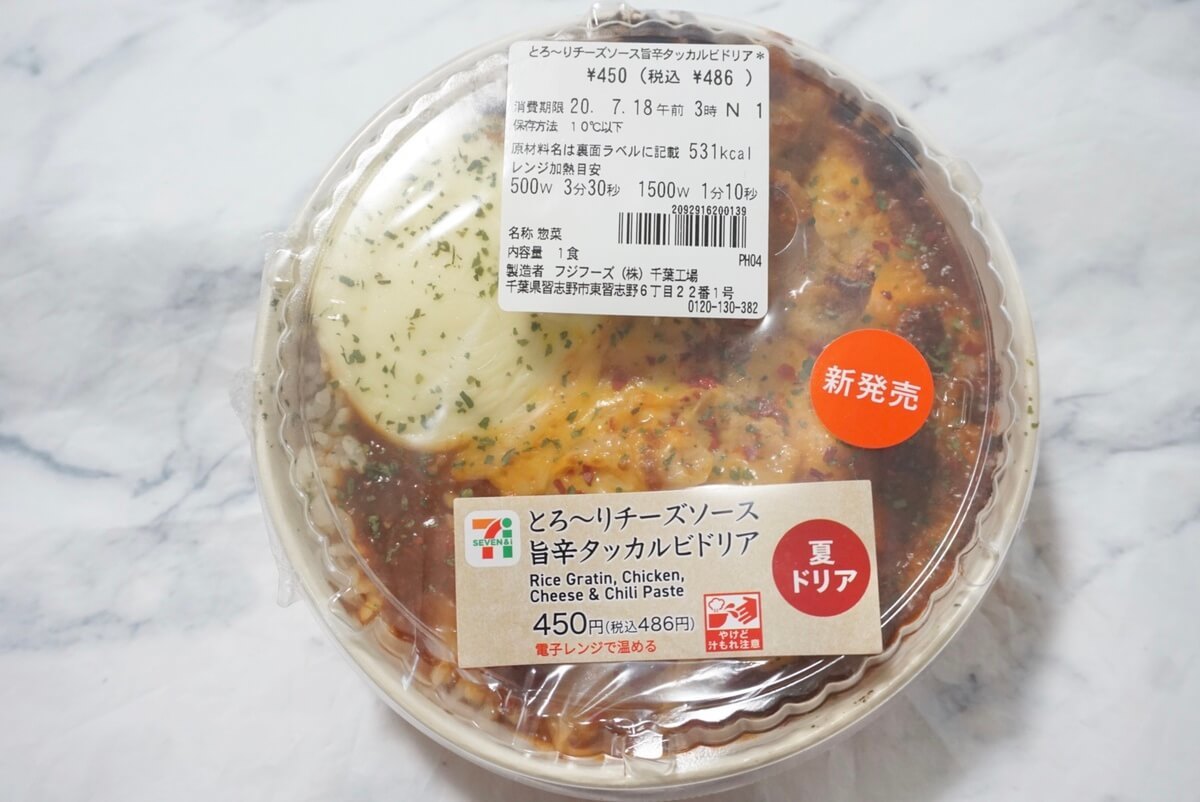 とろ~りチーズソース旨辛タッカルビドリア*
¥450 (税込 ¥486 )
消費期限 20. 7.18午前 3時 N 1
保存方法 10℃以下
原材料名は裏面ラベルに記載 531kcal
レンジ加熱目安
500W 3分30秒 1500W 1分10秒
2092916200139
名称 惣菜
内容量 1食
PH04
製造者 フジフーズ(株)千葉工場
千葉県習志野市東習志野6丁目22番1号
0120-130-382
新発売
SEVEN&i
とろ~りチーズソース
旨辛タッカルビドリア
Rice Gratin, Chicken,
Cheese & Chili Paste
450円(税込486円)
電子レンジで温める
やけど
汁もれ注意
夏
ドリア